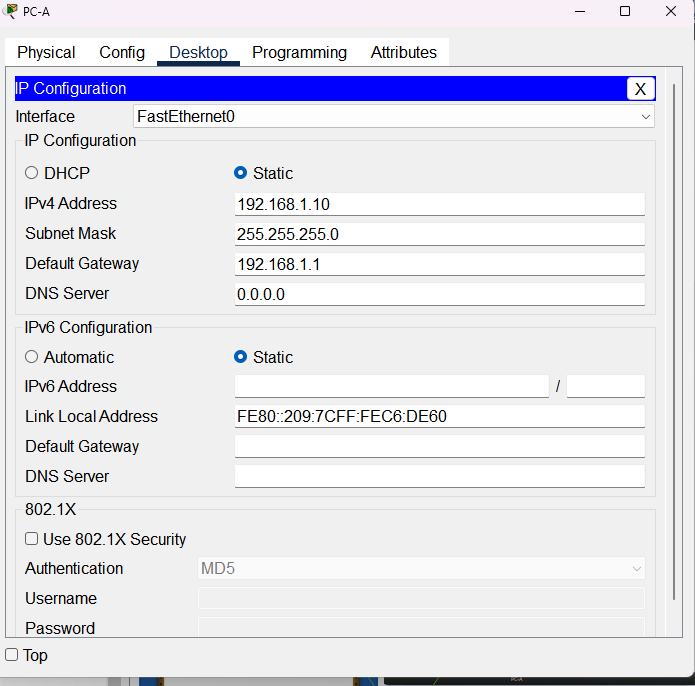 PC-A
Physical Config Desktop Programming Attributes
IP Configuration X
Interface FastEthernet0
IP Configuration
DHCP Static
IPv4 Address 192.168.1.10
Subnet Mask 255.255.255.0
Default Gateway 192.168.1.1
DNS Server 0.0.0.0
IPv6 Configuration
Automatic Static
IPv6 Address /
Link Local Address FE80::209:7CFF:FEC6:DE60
Default Gateway
DNS Server
802.1X
Use 802.1X Security
Authentication MD5
Username
Password
Top
PC-A